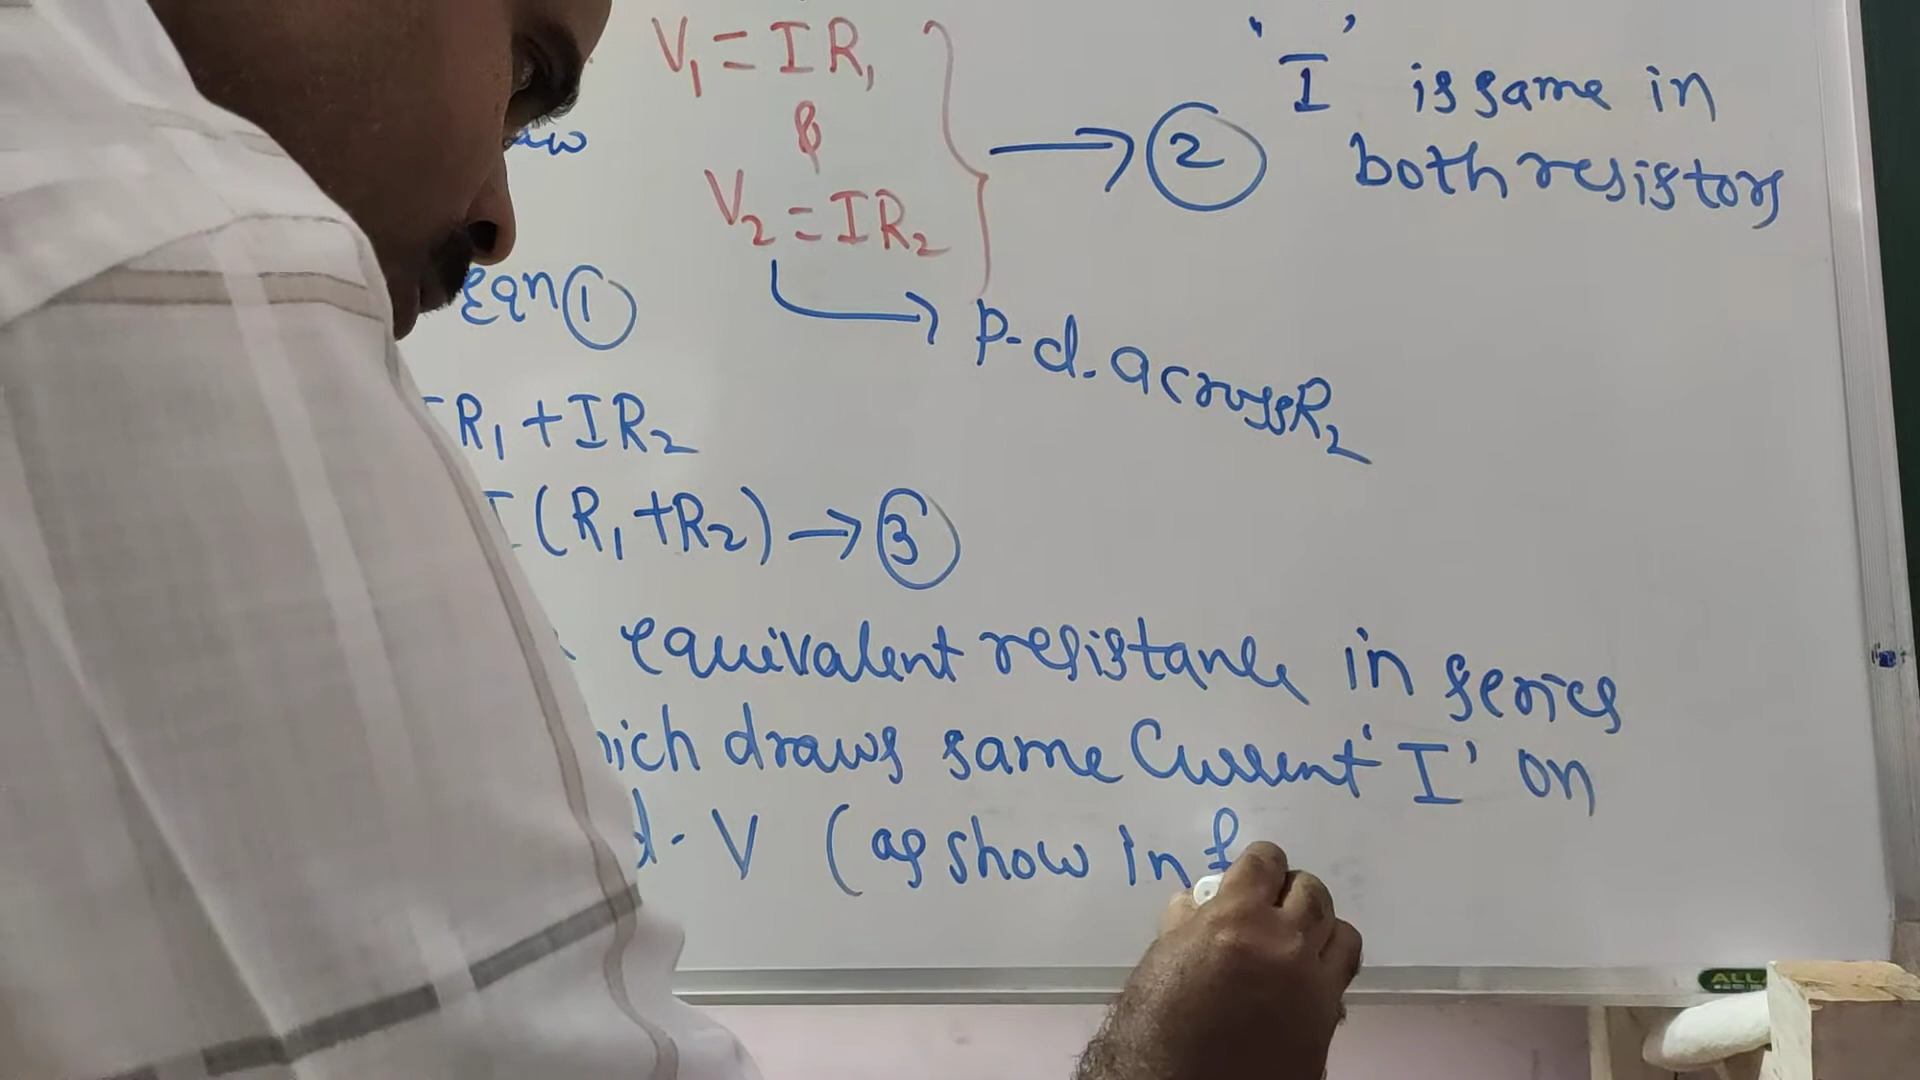 V₁ = IR₁
&
V₂ = IR₂
→ ②
'I' is same in
both resistors
Eqn ①
p.d. across R₂
R₁ + IR₂
I(R₁ + R₂) → ③
equivalent resistance in series
draws same Current 'I' on
V (as show in f
ALL